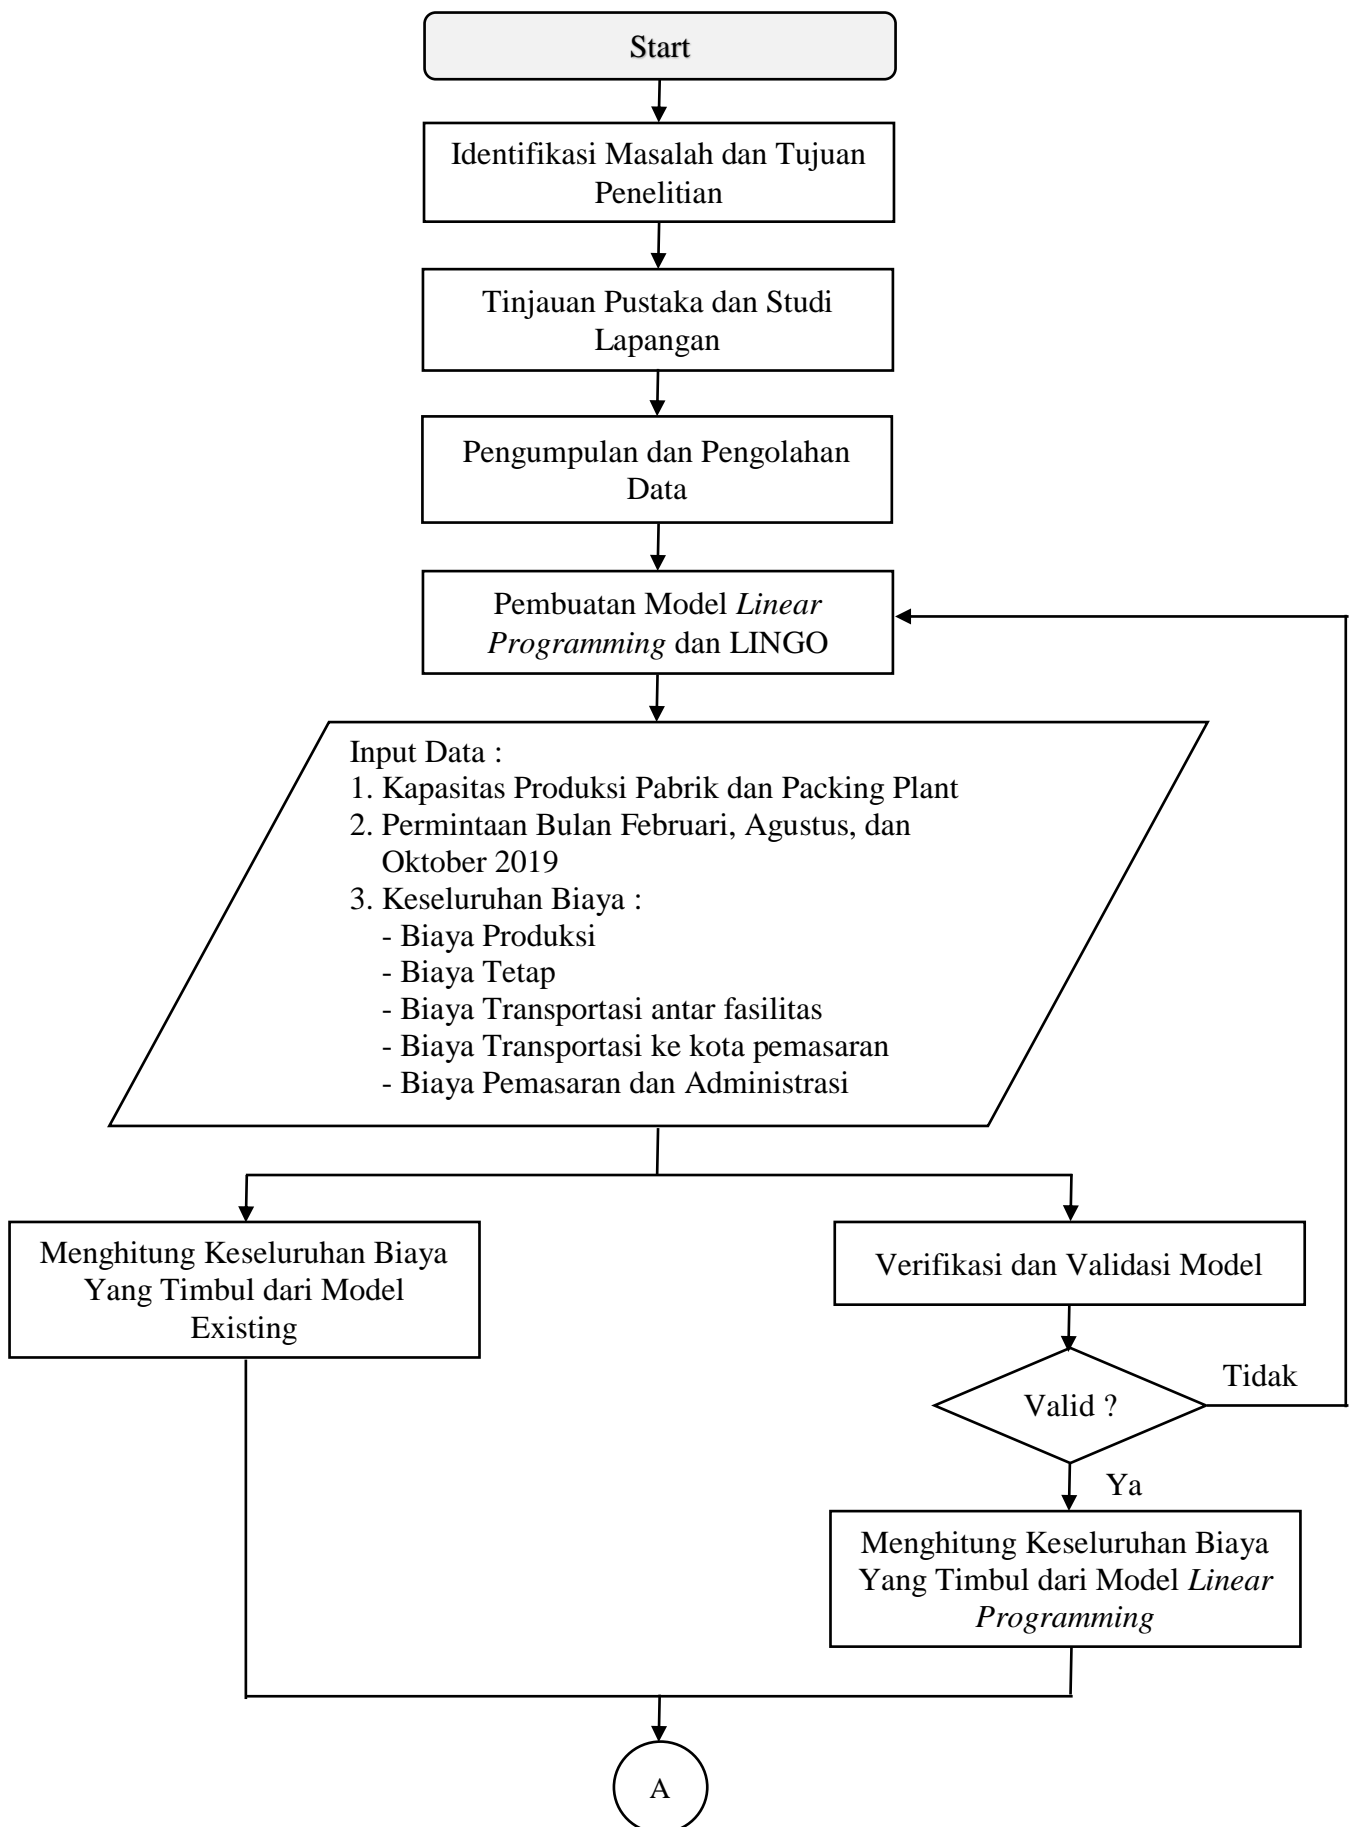 Start
Identifikasi Masalah dan Tujuan
Penelitian
Tinjauan Pustaka dan Studi
Lapangan
Pengumpulan dan Pengolahan
Data
Pembuatan Model Linear
Programming dan LINGO
Input Data :
1. Kapasitas Produksi Pabrik dan Packing Plant
2. Permintaan Bulan Februari, Agustus, dan
Oktober 2019
3. Keseluruhan Biaya :
- Biaya Produksi
- Biaya Tetap
- Biaya Transportasi antar fasilitas
- Biaya Transportasi ke kota pemasaran
- Biaya Pemasaran dan Administrasi
Menghitung Keseluruhan Biaya
Yang Timbul dari Model
Existing
Verifikasi dan Validasi Model
Valid ?
Tidak
Ya
Menghitung Keseluruhan Biaya
Yang Timbul dari Model Linear
Programming
A